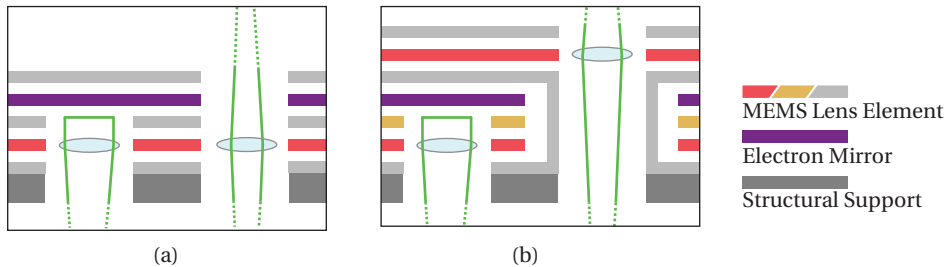 MEMS Lens Element
Electron Mirror
Structural Support
(a)
(b)